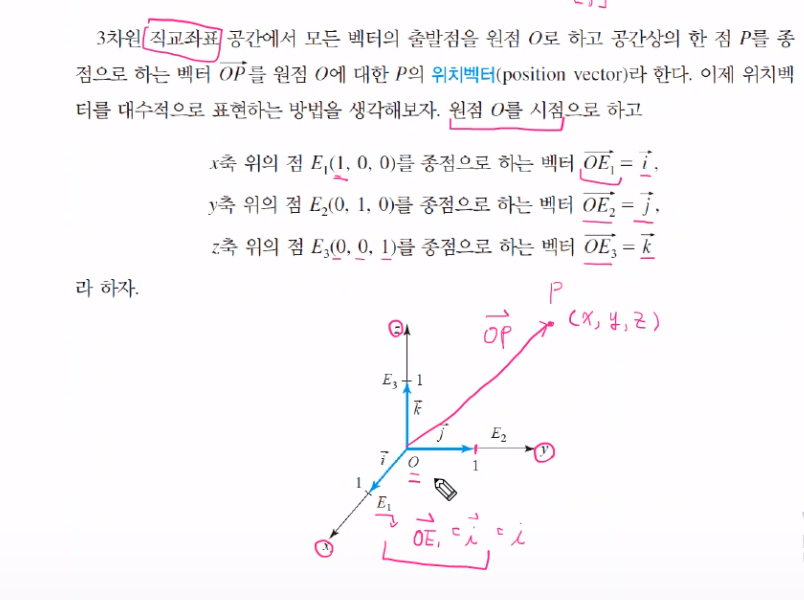 3차원 직교좌표 공간에서 모든 벡터의 출발점을 원점 O로 하고 공간상의 한 점 P를 종
점으로 하는 벡터 OP를 원점 O에 대한 P의 위치벡터(position vector)라 한다. 이제 위치벡
터를 대수적으로 표현하는 방법을 생각해보자. 원점 O를 시점으로 하고
x축 위의 점 E₁(1, 0, 0)를 종점으로 하는 벡터 OE₁ = i,
y축 위의 점 E₂(0, 1, 0)를 종점으로 하는 벡터 OE₂ = j,
z축 위의 점 E₃(0, 0, 1)를 종점으로 하는 벡터 OE₃ = k
라 하자.
P
z OP (x, y, z)
E₃ 1
k
j E₂
y
i O 1
1
E₁
x OE₁ = i = i